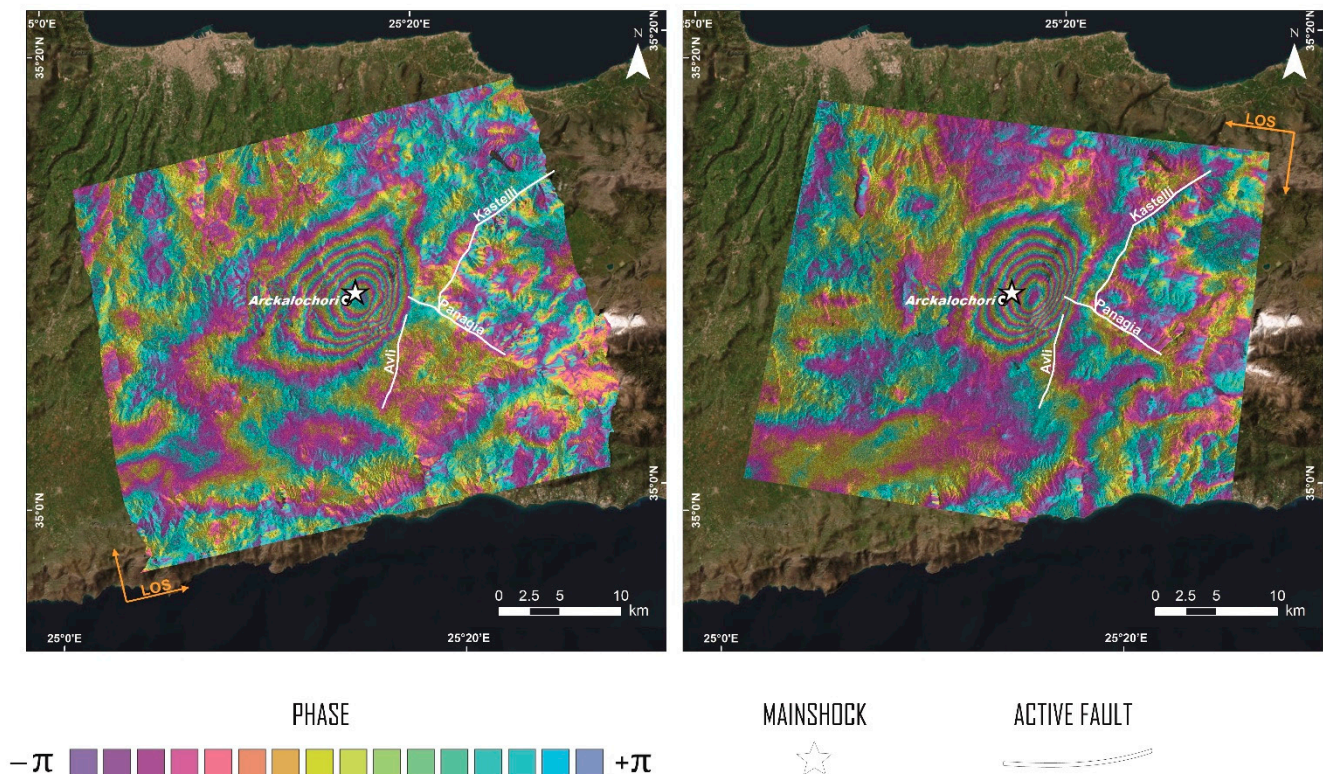 5°0'E
25°20'E
35°20'N
35°20'N
N
Kastelli
Arckalochori
Panagia
Avli
35°0'N
35°0'N
LOS
0 2.5 5 10
km
25°0'E
25°20'E
5°0'E
25°20'E
35°20'N
35°20'N
N
LOS
Kastelli
Arckalochori
Panagia
Avli
35°0'N
35°0'N
0 2.5 5 10
km
25°0'E
25°20'E
PHASE
MAINSHOCK
ACTIVE FAULT
−π
+π